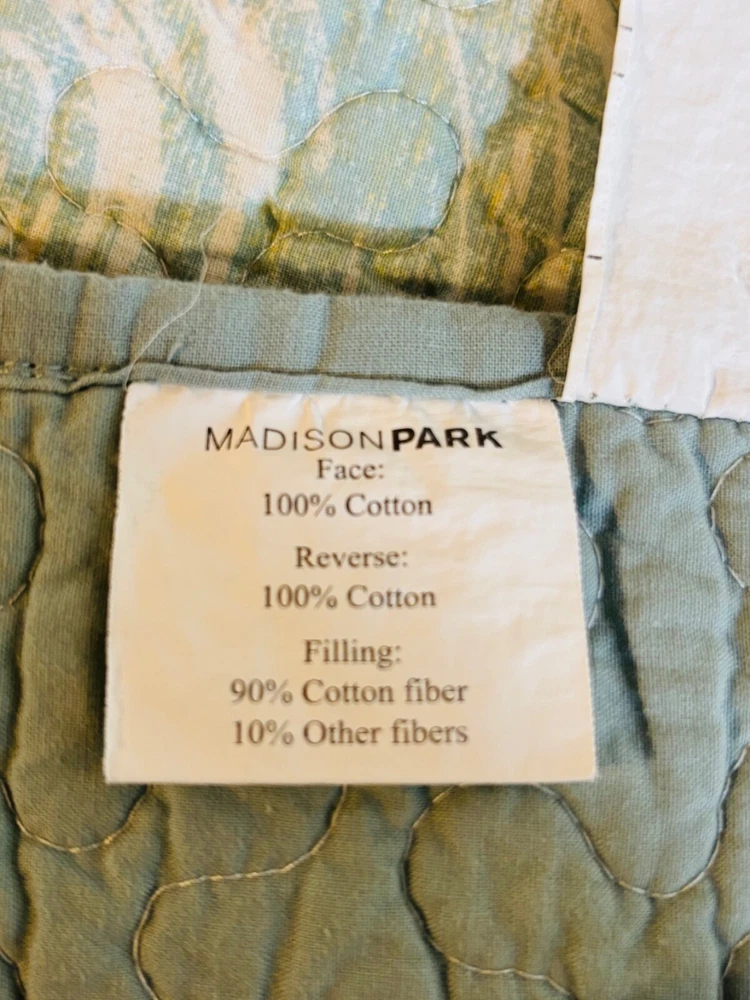 MADISONPARK
Face:
100% Cotton
Reverse:
100% Cotton
Filling:
90% Cotton fiber
10% Other fibers